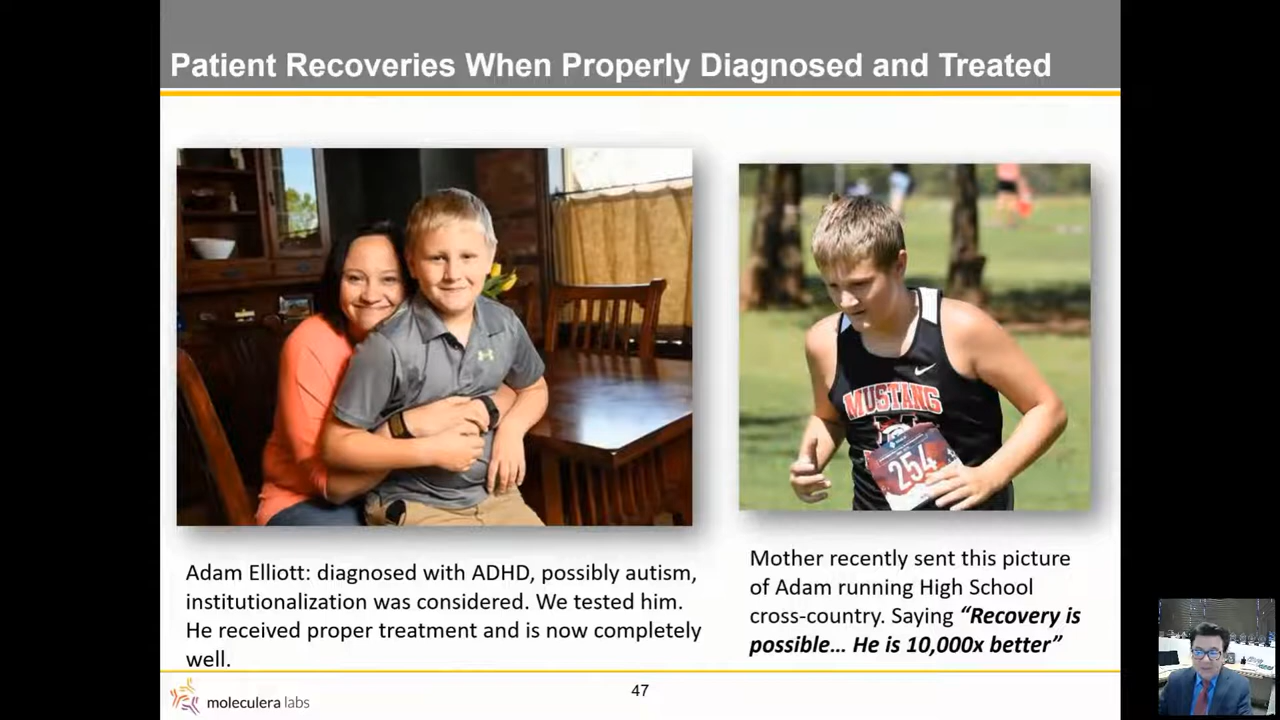 Patient Recoveries When Properly Diagnosed and Treated
MUSTANG
M
254
Adam Elliott: diagnosed with ADHD, possibly autism,
institutionalization was considered. We tested him.
He received proper treatment and is now completely
well.
Mother recently sent this picture
of Adam running High School
cross-country. Saying “Recovery is
possible… He is 10,000x better”
moleculera labs
47